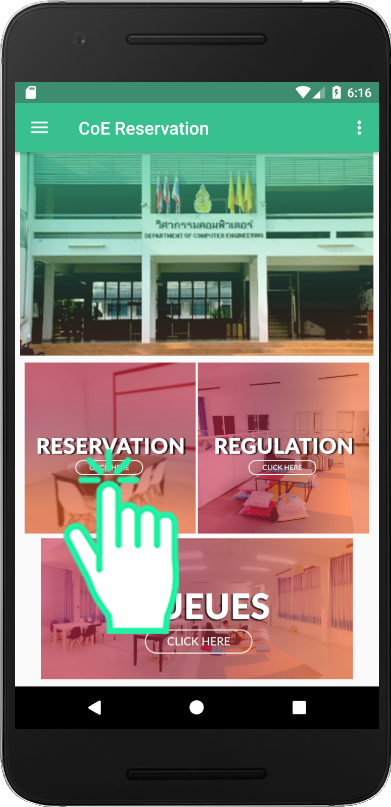 6:16
CoE Reservation
วิศวกรรมคอมพิวเตอร์
DEPARTMENT OF COMPUTER ENGINEERING
RESERVATION
CLICK HERE
REGULATION
CLICK HERE
UEUES
CLICK HERE